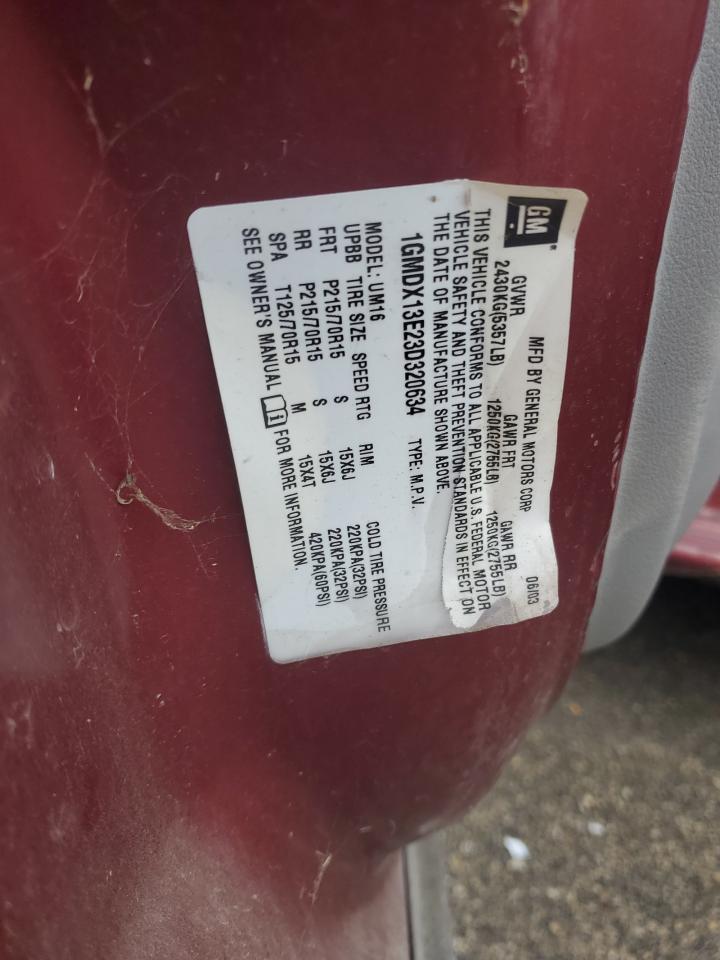 GM
MFD BY GENERAL MOTORS CORP 06/03
GVWR GAWR FRT GAWR RR
2430KG(5357LB) 1250KG(2755LB) 1250KG(2755LB)
THIS VEHICLE CONFORMS TO ALL APPLICABLE U.S. FEDERAL MOTOR
VEHICLE SAFETY AND THEFT PREVENTION STANDARDS IN EFFECT ON
THE DATE OF MANUFACTURE SHOWN ABOVE.
1GMDX13E23D320634 TYPE: M.P.V.
MODEL: UM16
UPBB TIRE SIZE SPEED RTG RIM COLD TIRE PRESSURE
FRT P215/70R15 S 15X6J 220KPA(32PSI)
RR P215/70R15 S 15X6J 220KPA(32PSI)
SPA T125/70R15 M 15X4T 420KPA(60PSI)
SEE OWNER'S MANUAL FOR MORE INFORMATION.